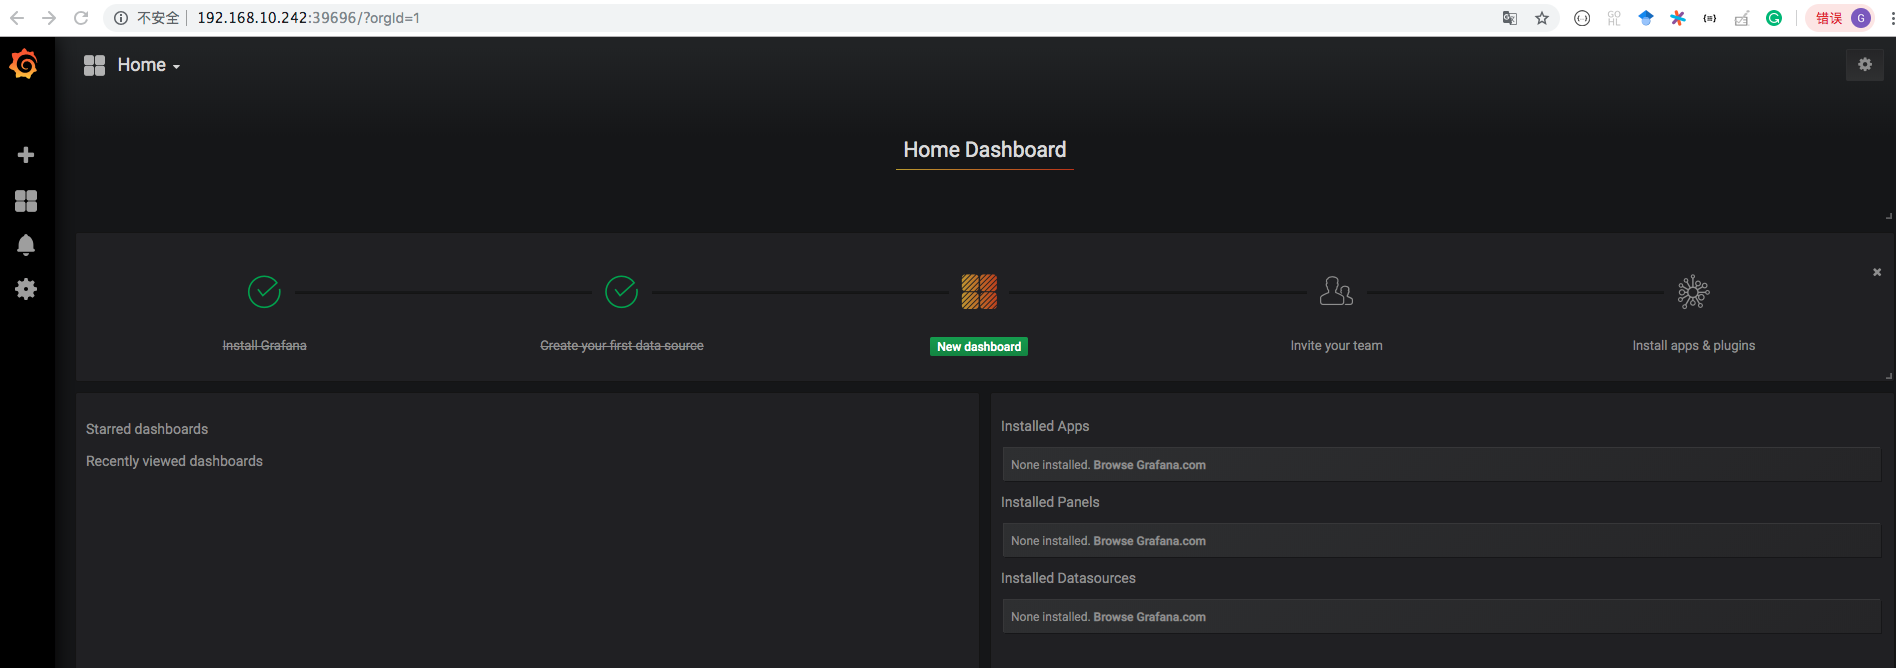 不安全 192.168.10.242:39696/?orgId=1
错误 G
Home
Home Dashboard
Install Grafana
Create your first data source
New dashboard
Invite your team
Install apps & plugins
Starred dashboards
Recently viewed dashboards
Installed Apps
None installed. Browse Grafana.com
Installed Panels
None installed. Browse Grafana.com
Installed Datasources
None installed. Browse Grafana.com